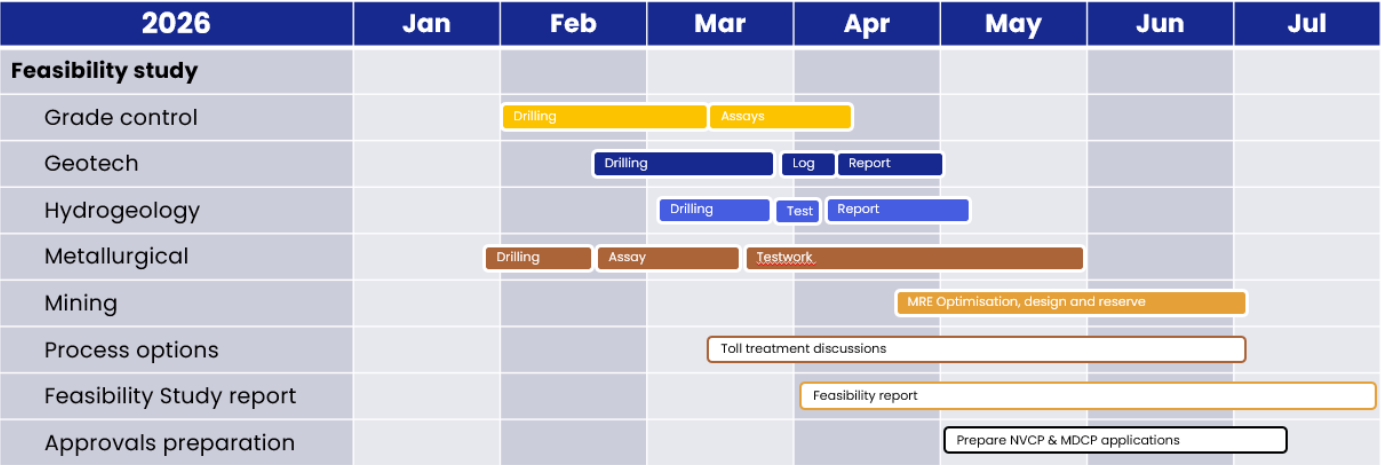 2026 Jan Feb Mar Apr May Jun Jul
Feasibility study
Grade control Drilling Assays
Geotech Drilling Log Report
Hydrogeology Drilling Test Report
Metallurgical Drilling Assay Testwork
Mining MRE Optimisation, design and reserve
Process options Toll treatment discussions
Feasibility Study report Feasibility report
Approvals preparation Prepare NVCP & MDCP applications